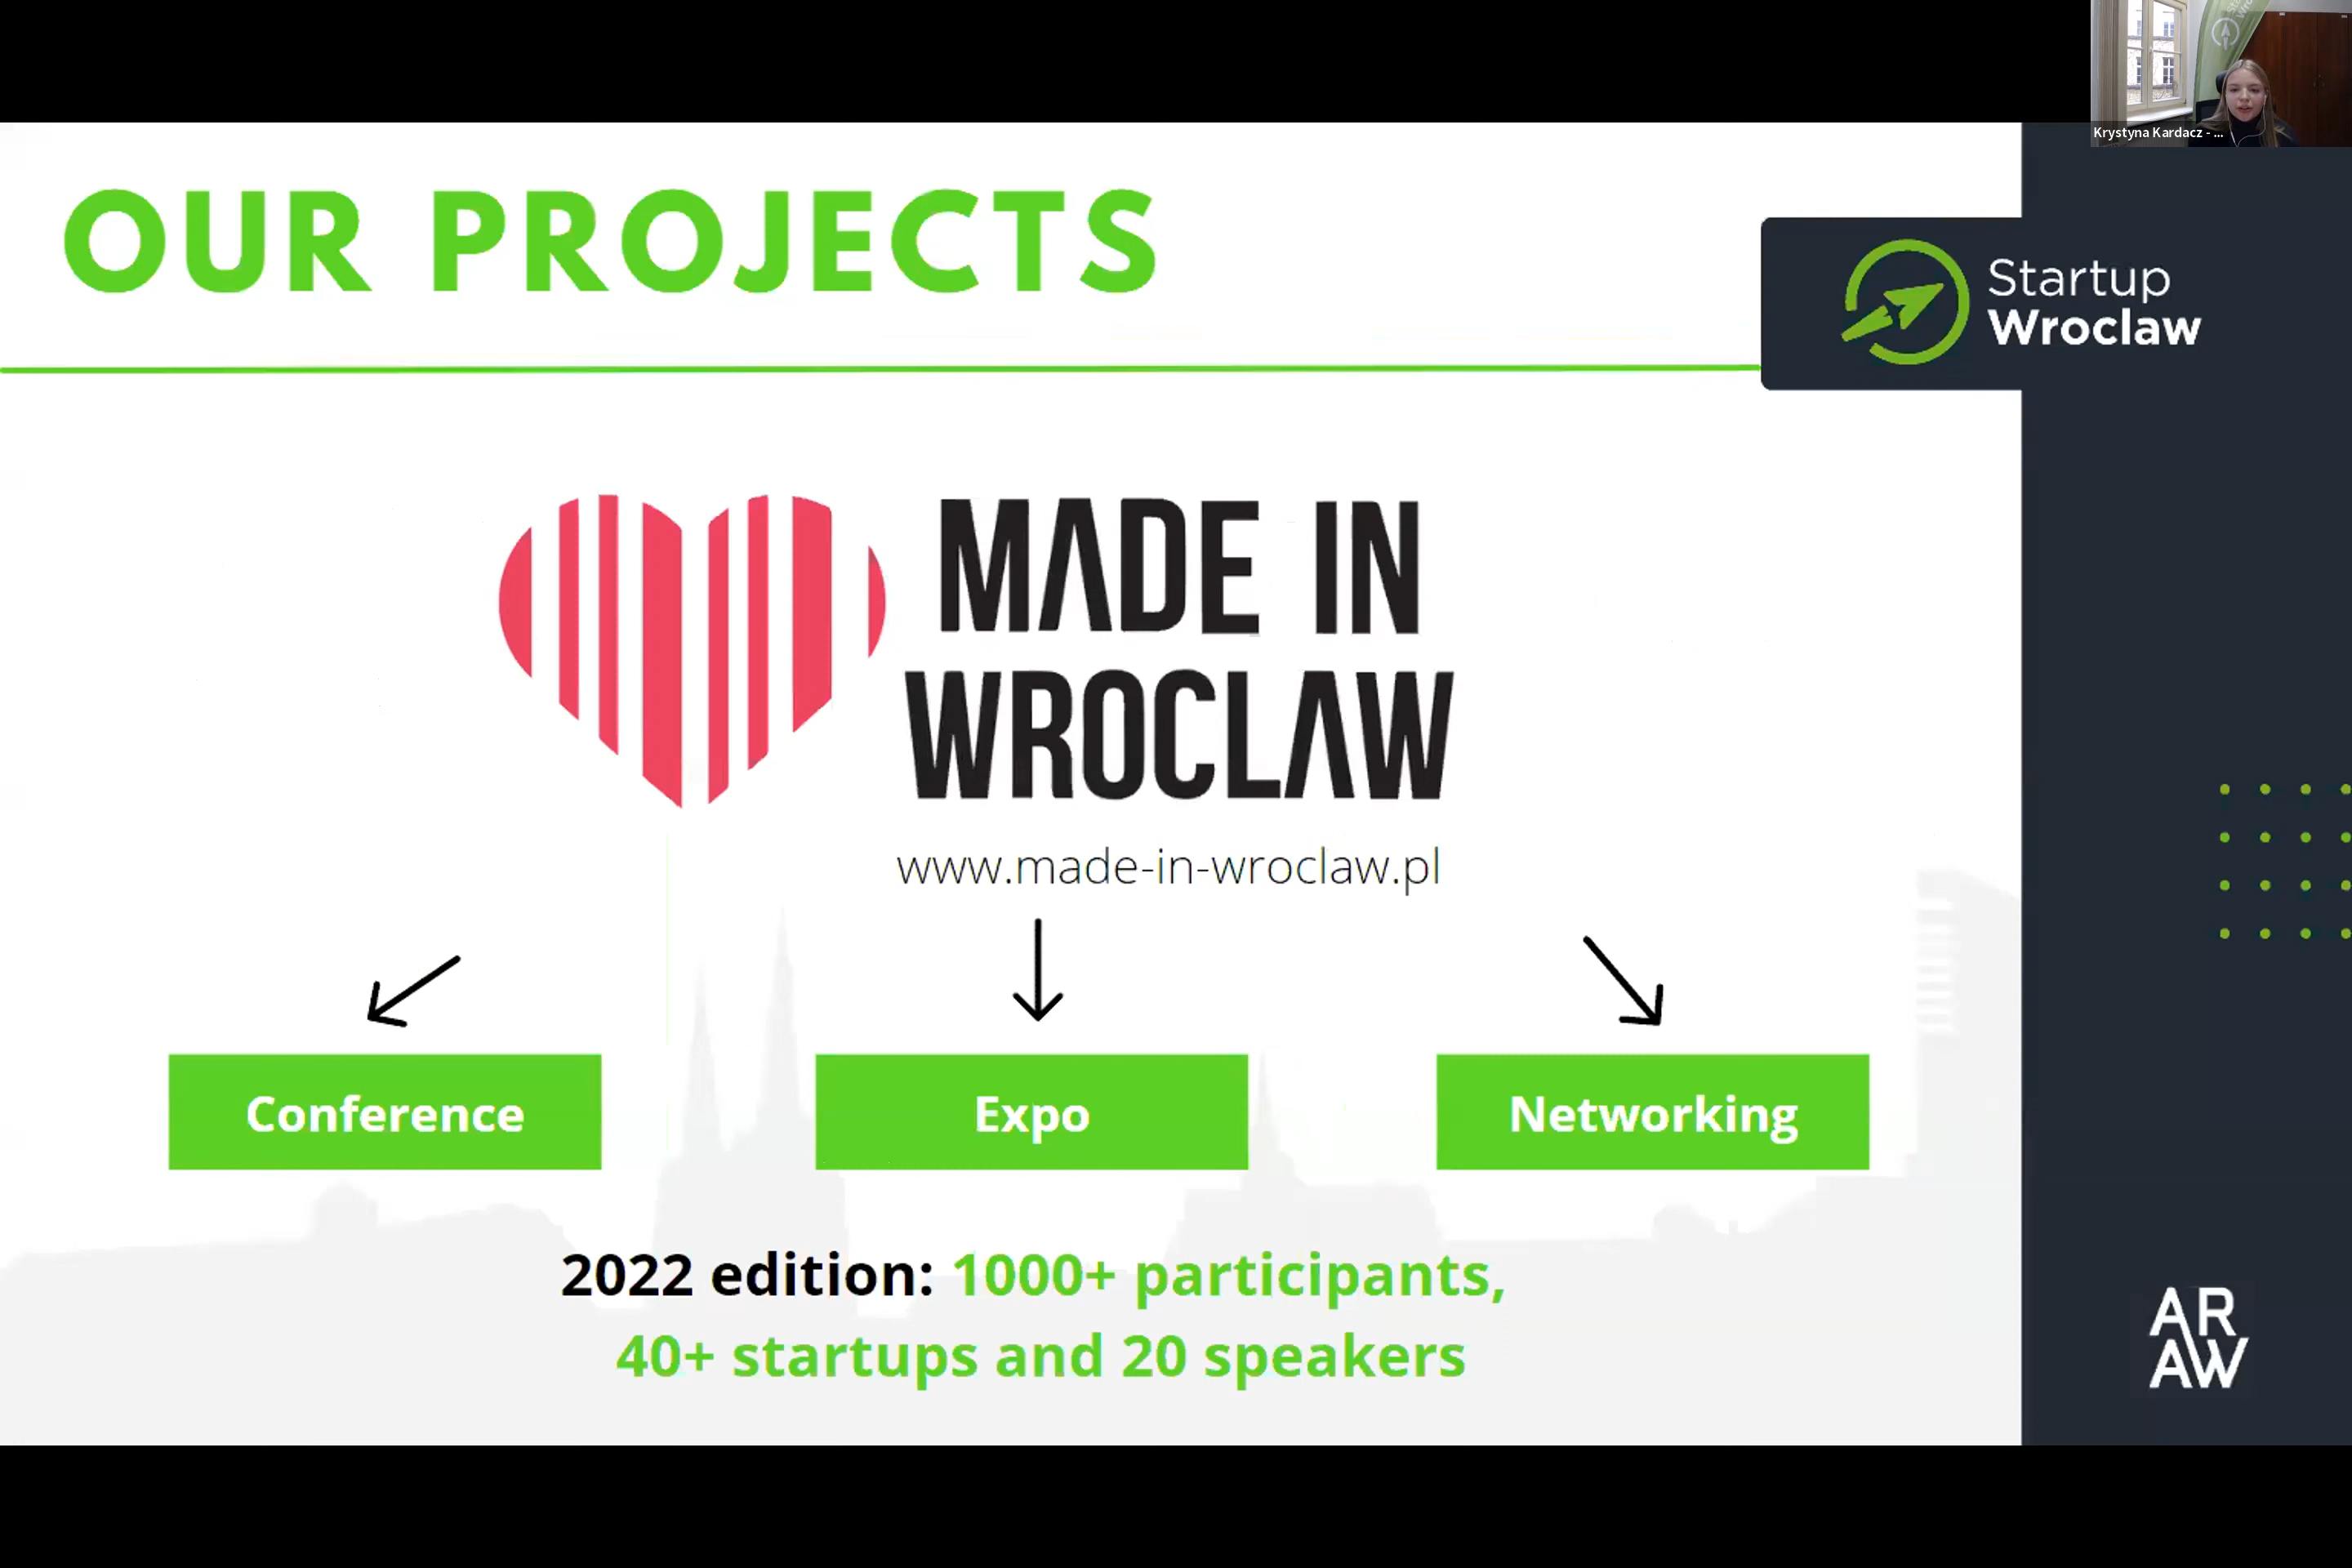 Krystyna Kardacz - ...
OUR PROJECTS
Startup
Wroclaw
MADE IN
WROCLAW
www.made-in-wroclaw.pl
Conference
Expo
Networking
2022 edition: 1000+ participants,
40+ startups and 20 speakers
AR
AW